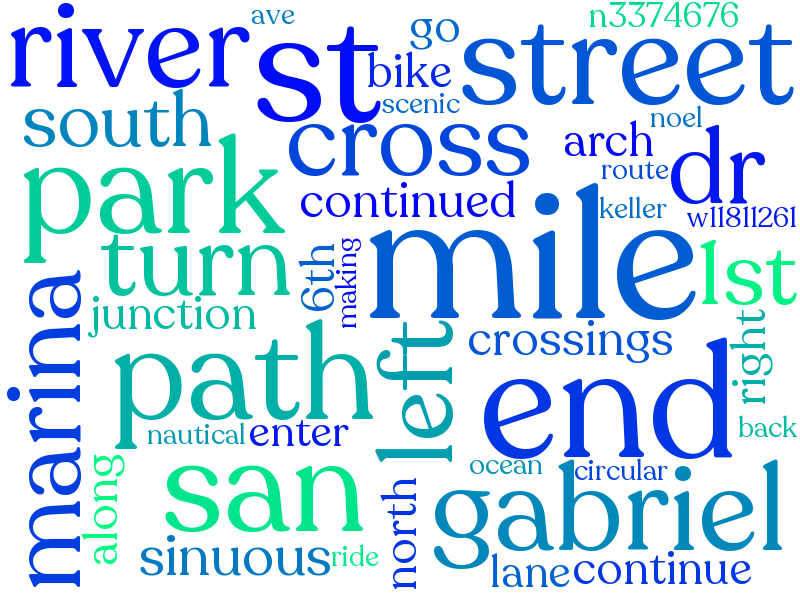 river
st
ave
go
n3374676
bike
street
scenic
south
cross
noel
arch
dr
route
park
continued
keller
w11811261
turn
6th
making
mile
1st
junction
marina
path
left
crossings
right
end
nautical
enter
back
along
san
ocean
circular
gabriel
north
sinuous
ride
lane
continue